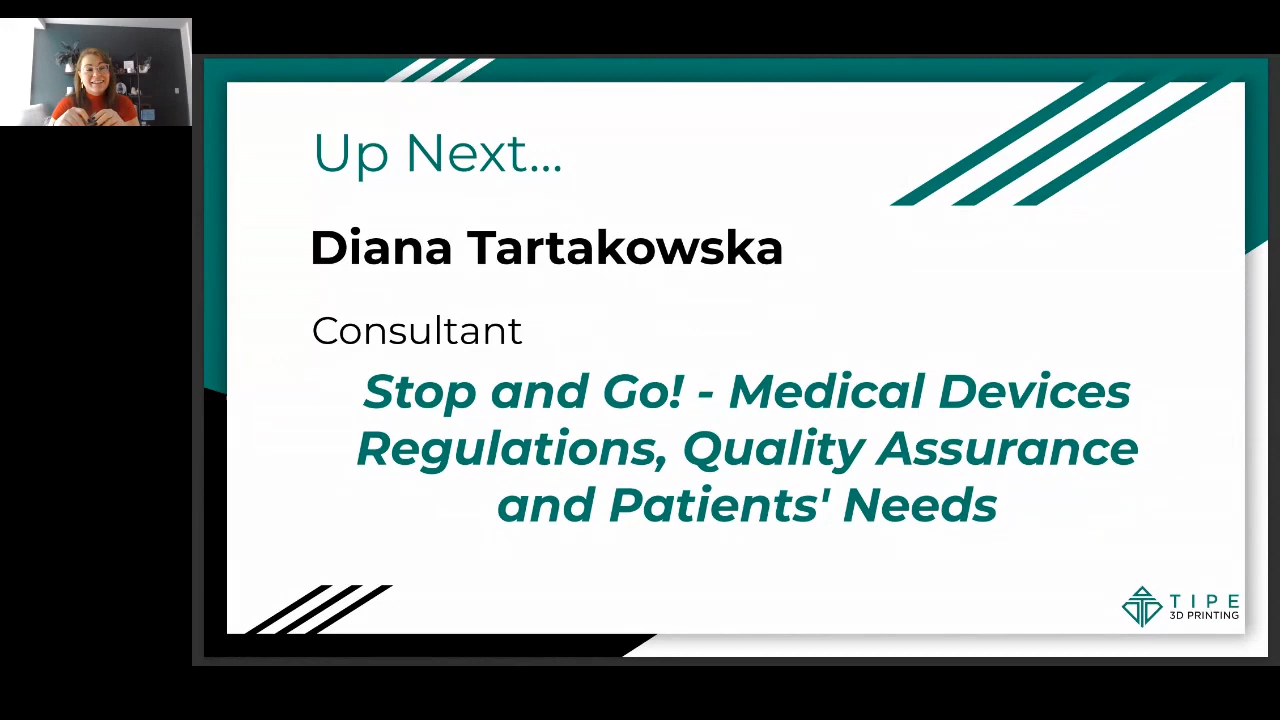 Up Next...
Diana Tartakowska
Consultant
Stop and Go! - Medical Devices
Regulations, Quality Assurance
and Patients' Needs
TIPE
3D PRINTING